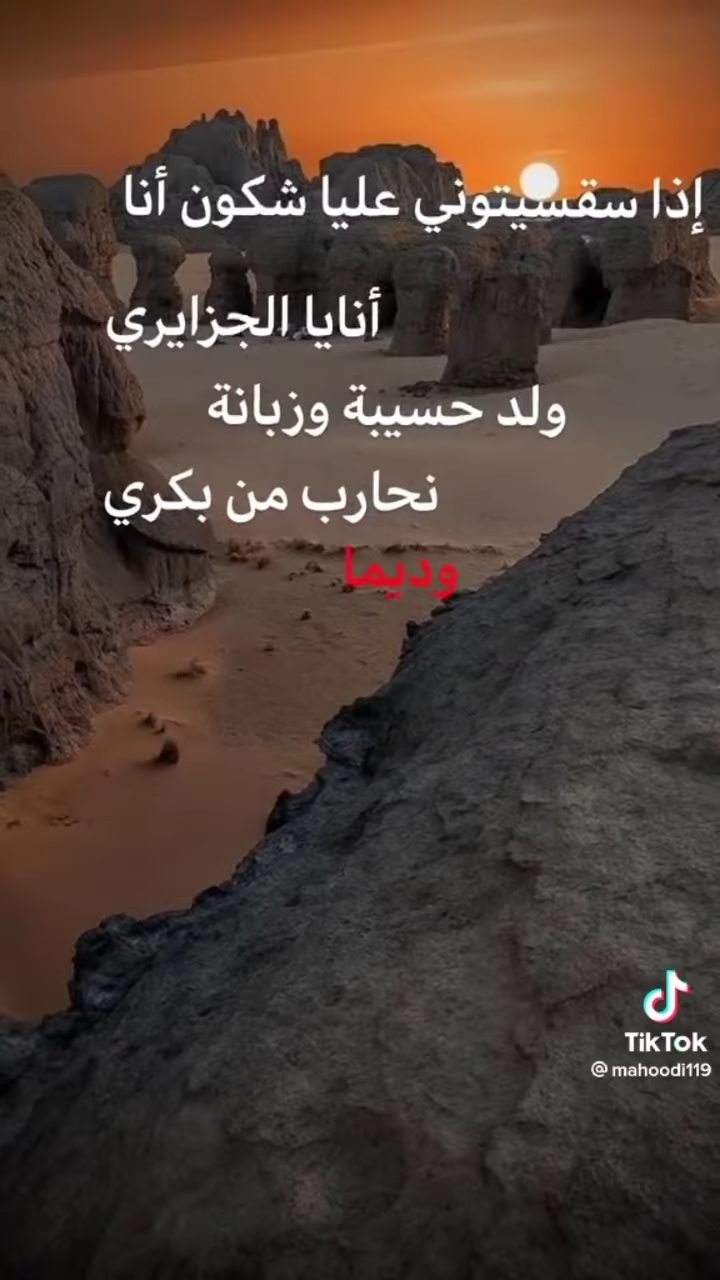 إذا سقسيتوني عليا شكون أنا
أنايا الجزايري
ولد حسيبة وزبانة
نحارب من بكري
وديما
TikTok
@mahoodi119